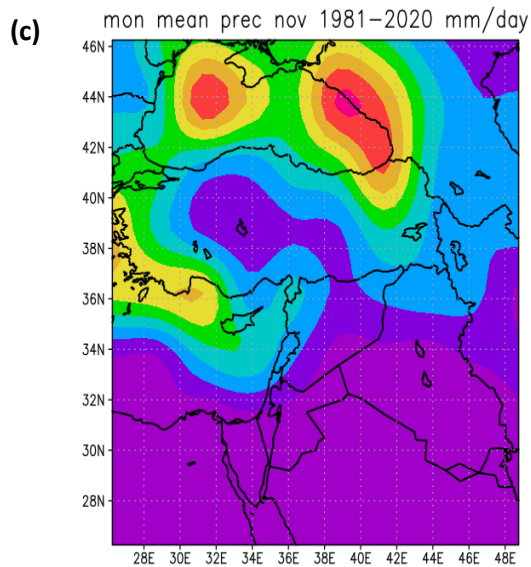 (c)
mon mean prec nov 1981-2020 mm/day
46N
44N
42N
40N
38N
36N
34N
32N
30N
28N
28E 30E 32E 34E 36E 38E 40E 42E 44E 46E 48E